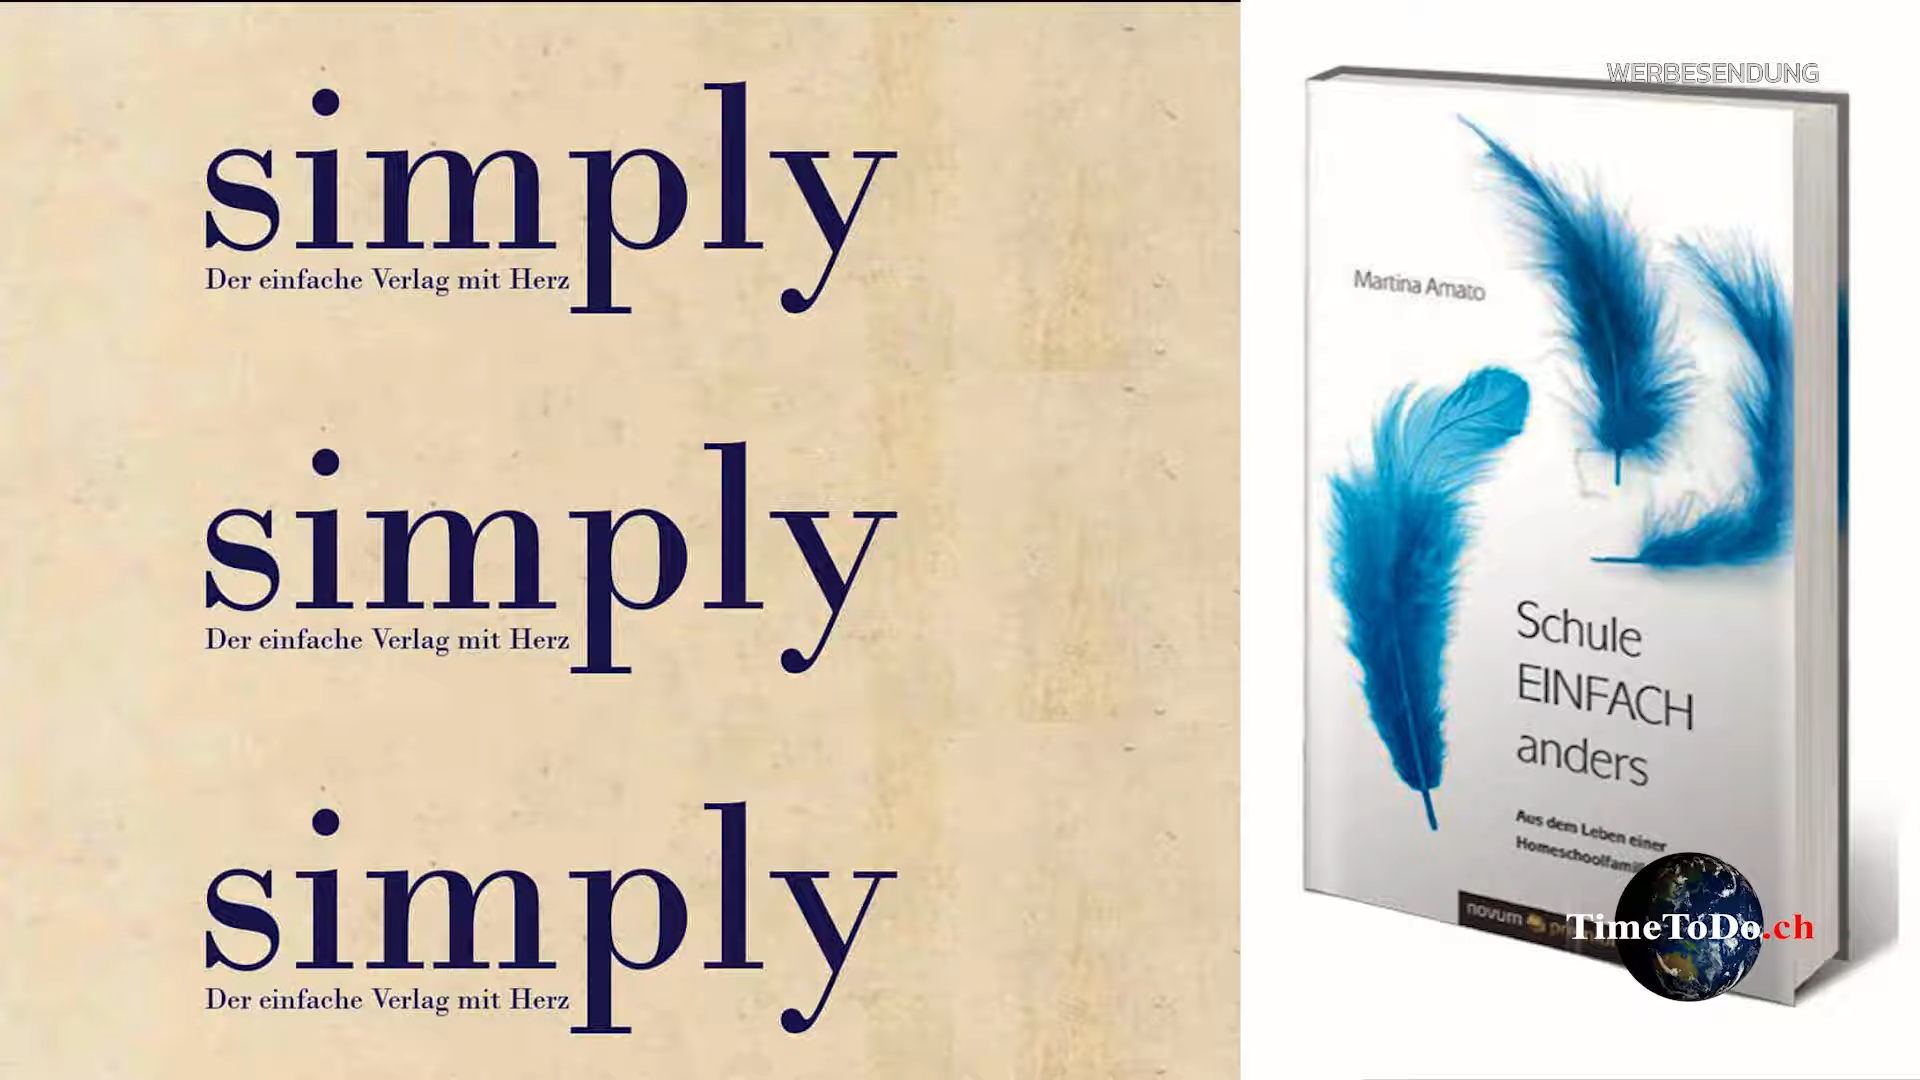 simply
Der einfache Verlag mit Herz
simply
Der einfache Verlag mit Herz
simply
Der einfache Verlag mit Herz
WERBESENDUNG
Martina Amato
Schule
EINFACH
anders
Aus dem Leben einer
novum
TimeToDo.ch